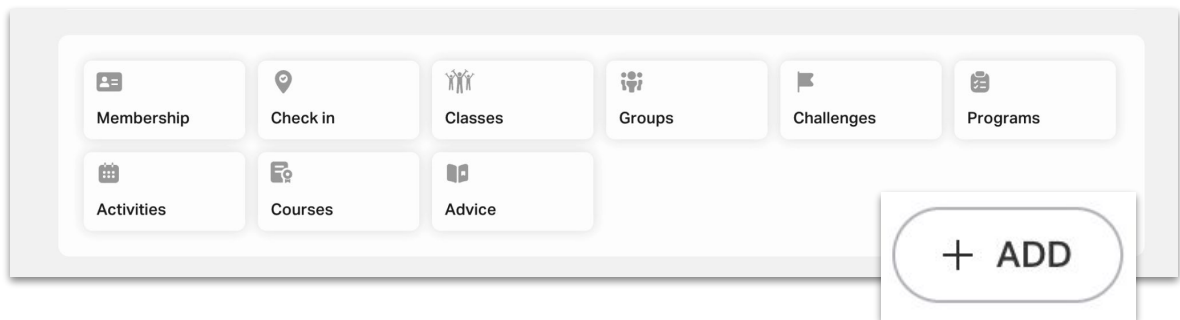 Membership
Check in
Classes
Groups
Challenges
Programs
Activities
Courses
Advice
+ ADD